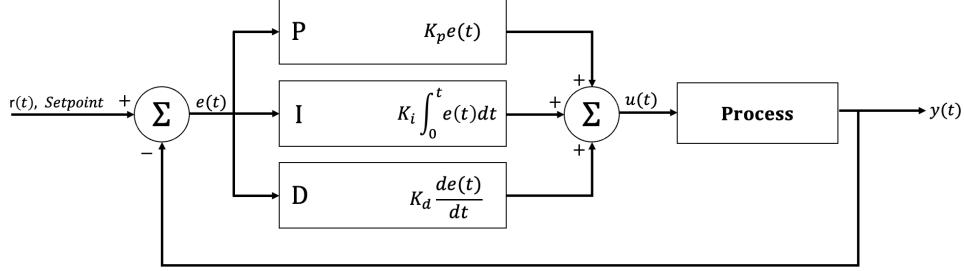 P K_p e(t)
r(t), Setpoint + Σ − e(t)
I K_i ∫_0^t e(t)dt
D K_d de(t)/dt
+
+ Σ
+
u(t)
Process
y(t)